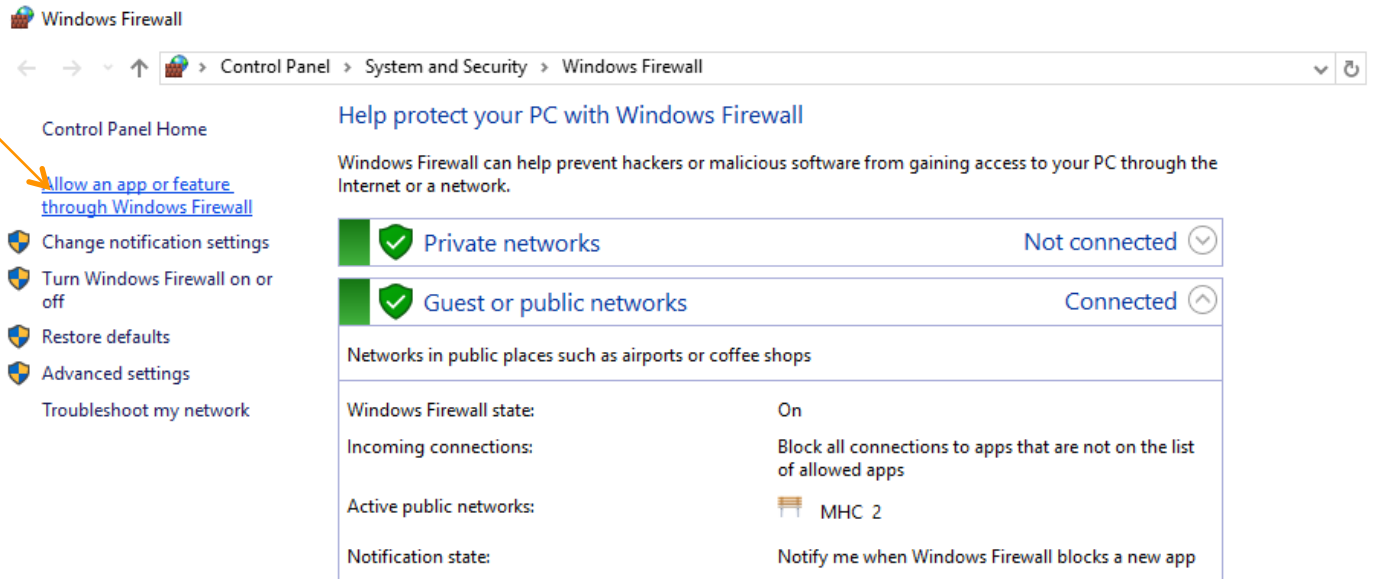 Windows Firewall
Control Panel > System and Security > Windows Firewall
Control Panel Home
Allow an app or feature
through Windows Firewall
Change notification settings
Turn Windows Firewall on or
off
Restore defaults
Advanced settings
Troubleshoot my network
Help protect your PC with Windows Firewall
Windows Firewall can help prevent hackers or malicious software from gaining access to your PC through the
Internet or a network.
Private networks Not connected
Guest or public networks Connected
Networks in public places such as airports or coffee shops
Windows Firewall state: On
Incoming connections: Block all connections to apps that are not on the list
of allowed apps
Active public networks: MHC 2
Notification state: Notify me when Windows Firewall blocks a new app